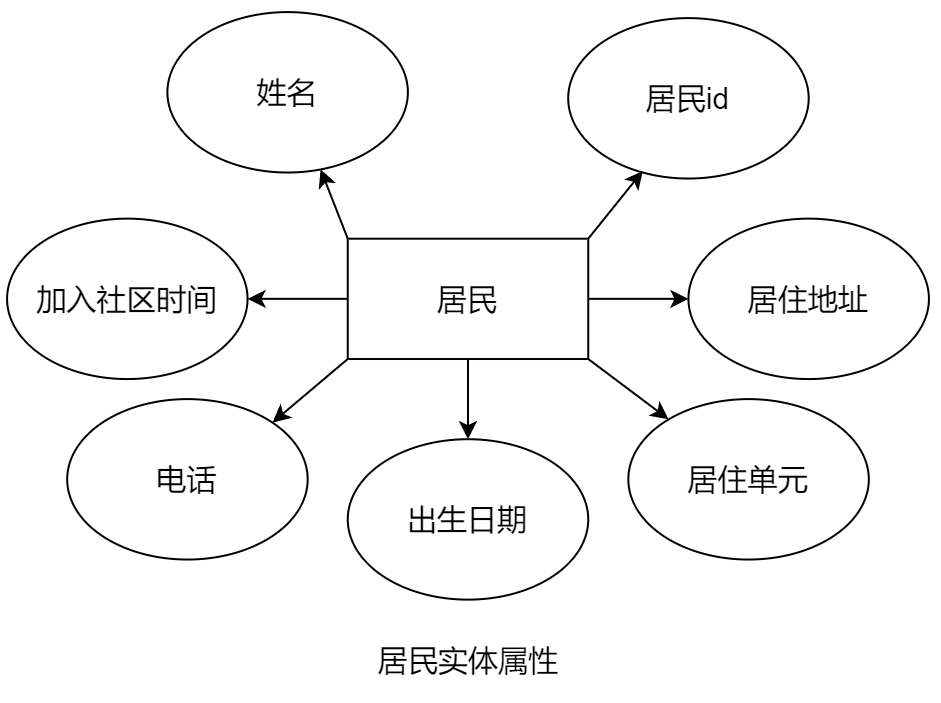 姓名
居民id
加入社区时间
居民
居住地址
电话
出生日期
居住单元
居民实体属性